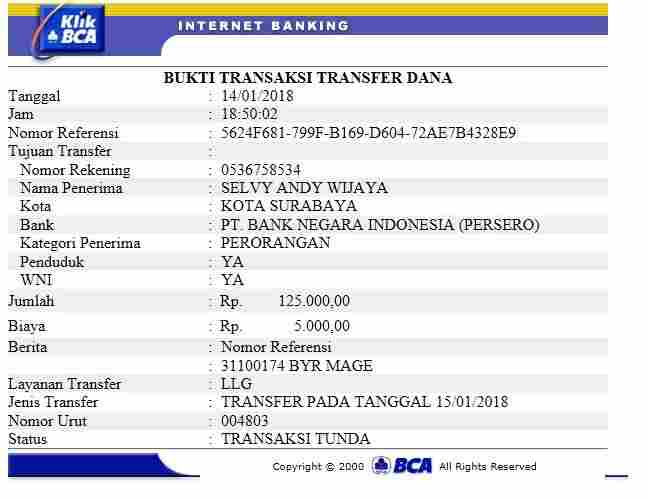 Klik BCA
INTERNET BANKING
BUKTI TRANSAKSI TRANSFER DANA
Tanggal : 14/01/2018
Jam : 18:50:02
Nomor Referensi : 5624F681-799F-B169-D604-72AE7B4328E9
Tujuan Transfer :
Nomor Rekening : 0536758534
Nama Penerima : SELVY ANDY WIJAYA
Kota : KOTA SURABAYA
Bank : PT. BANK NEGARA INDONESIA (PERSERO)
Kategori Penerima : PERORANGAN
Penduduk : YA
WNI : YA
Jumlah : Rp. 125.000,00
Biaya : Rp. 5.000,00
Berita : Nomor Referensi
: 31100174 BYR MAGE
Layanan Transfer : LLG
Jenis Transfer : TRANSFER PADA TANGGAL 15/01/2018
Nomor Urut : 004803
Status : TRANSAKSI TUNDA
Copyright © 2000 BCA All Rights Reserved